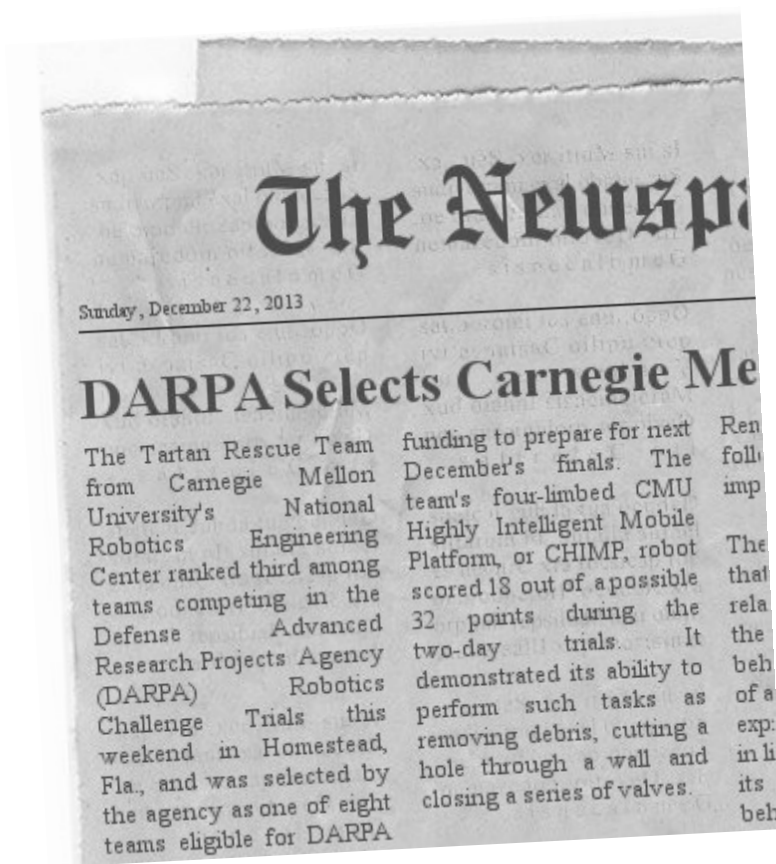 The Newspa
Sunday, December 22, 2013
DARPA Selects Carnegie Me
The Tartan Rescue Team
from Carnegie Mellon
University's National
Robotics Engineering
Center ranked third among
teams competing in the
Defense Advanced
Research Projects Agency
(DARPA) Robotics
Challenge Trials this
weekend in Homestead,
Fla., and was selected by
the agency as one of eight
teams eligible for DARPA
funding to prepare for next
December's finals. The
team's four-limbed CMU
Highly Intelligent Mobile
Platform, or CHIMP, robot
scored 18 out of a possible
32 points during the
two-day trials. It
demonstrated its ability to
perform such tasks as
removing debris, cutting a
hole through a wall and
closing a series of valves.
Ren
foll
imp
The
that
rela
the
beh
of a
exp
in li
its
beh